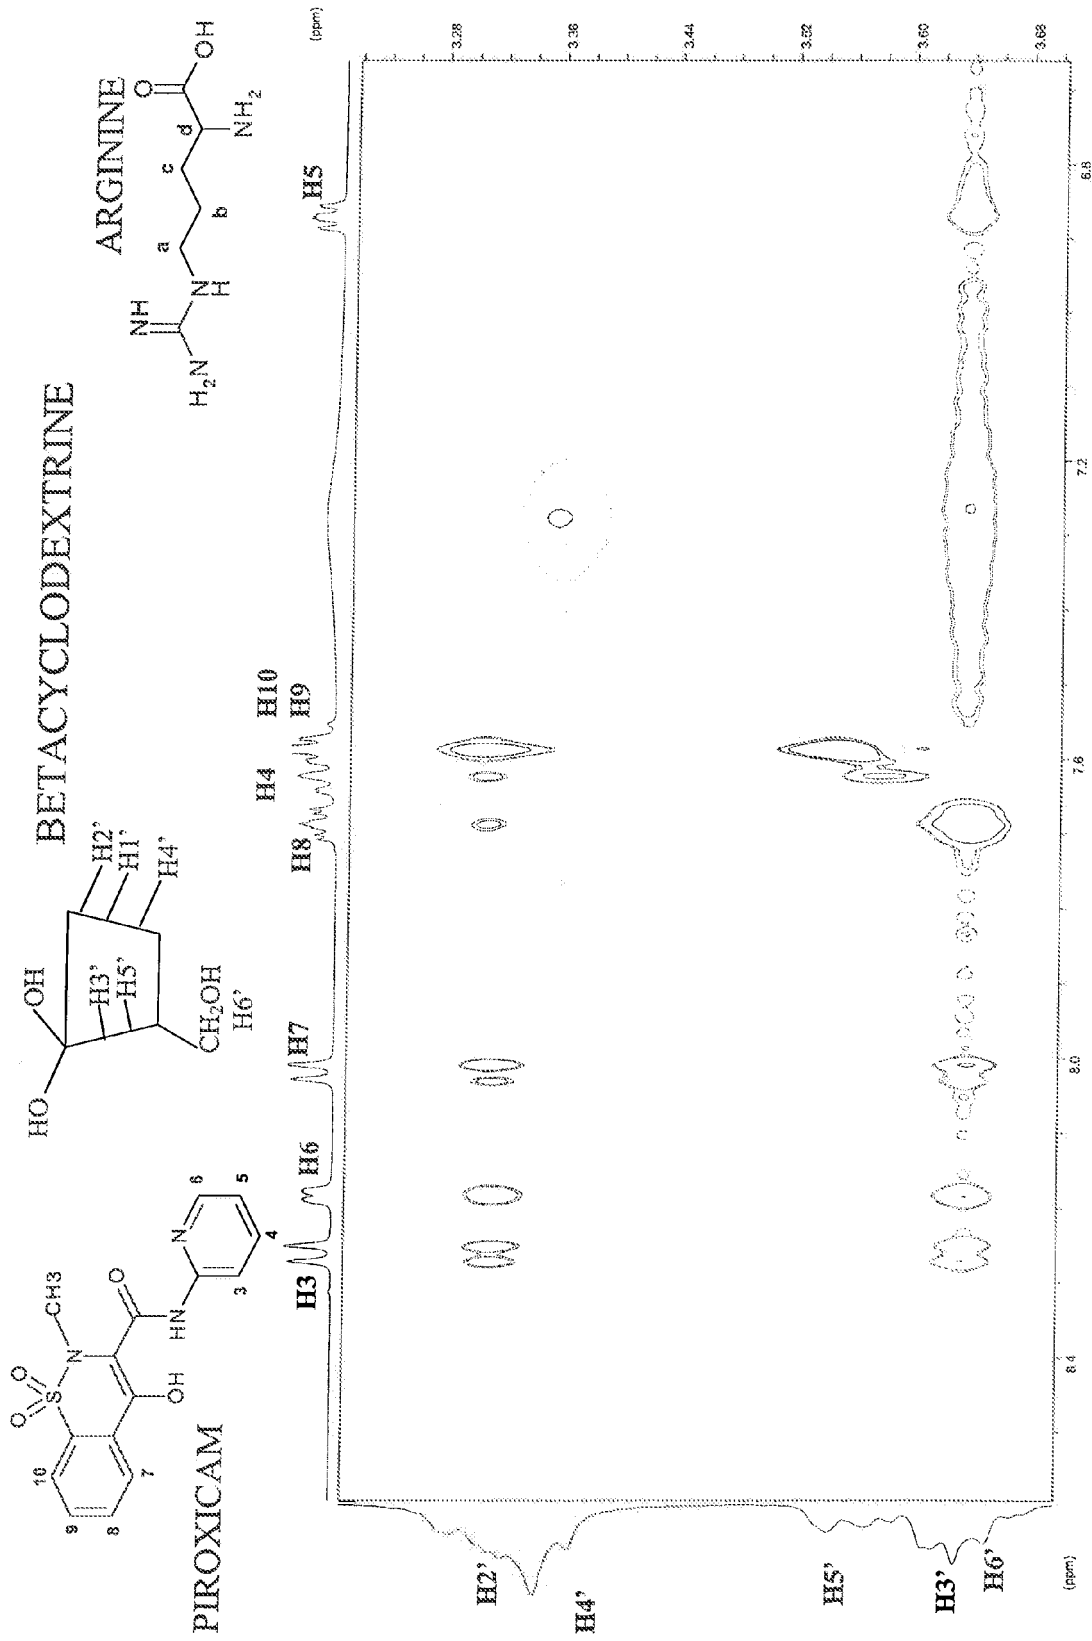 PIROXICAM
BETACYCLODEXTRINE
ARGININE
O
O
S
N
CH3
O
OH
HN
N
10
9
8
7
3
4
5
6
HO
OH
H3'
H5'
CH2OH
H6'
H2'
H1'
H4'
H2N
NH
N
H
a
b
c
d
O
OH
NH2
H3
H6
H7
H8
H4
H10
H9
H5
(ppm)
3.28
3.36
3.44
3.52
3.60
3.68
H2'
H4'
H5'
H3'
H6'
(ppm)
8.4
8.0
7.6
7.2
6.8